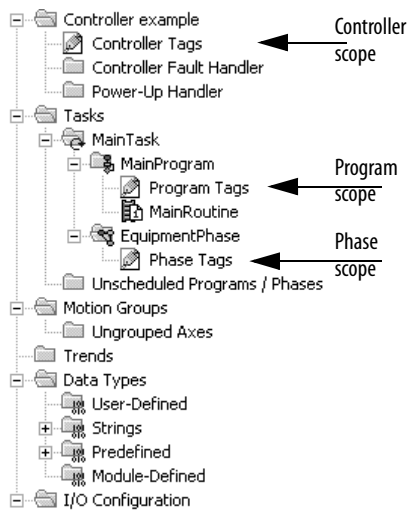 Controller example
Controller Tags
Controller scope
Controller Fault Handler
Power-Up Handler
Tasks
MainTask
MainProgram
Program Tags
Program scope
MainRoutine
EquipmentPhase
Phase Tags
Phase scope
Unscheduled Programs / Phases
Motion Groups
Ungrouped Axes
Trends
Data Types
User-Defined
Strings
Predefined
Module-Defined
I/O Configuration